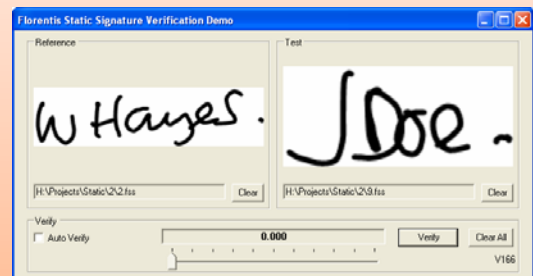 Florentis Static Signature Verification Demo
Reference
W Hayes.
H:\Projects\Static\2\2.fss
Clear
Test
J Doe.
H:\Projects\Static\2\9.fss
Clear
Verify
Auto Verify
0.000
Verify
Clear All
V166